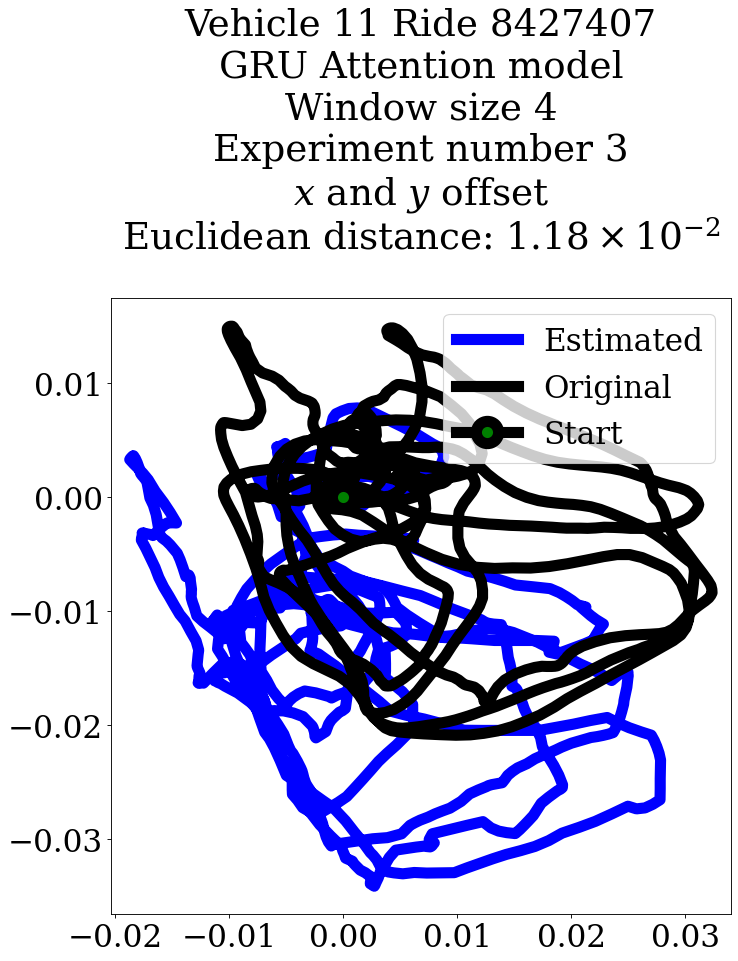 Vehicle 11 Ride 8427407
GRU Attention model
Window size 4
Experiment number 3
x and y offset
Euclidean distance: 1.18 × 10⁻²
Estimated
Original
Start
0.01
0.00
−0.01
−0.02
−0.03
−0.02 −0.01 0.00 0.01 0.02 0.03